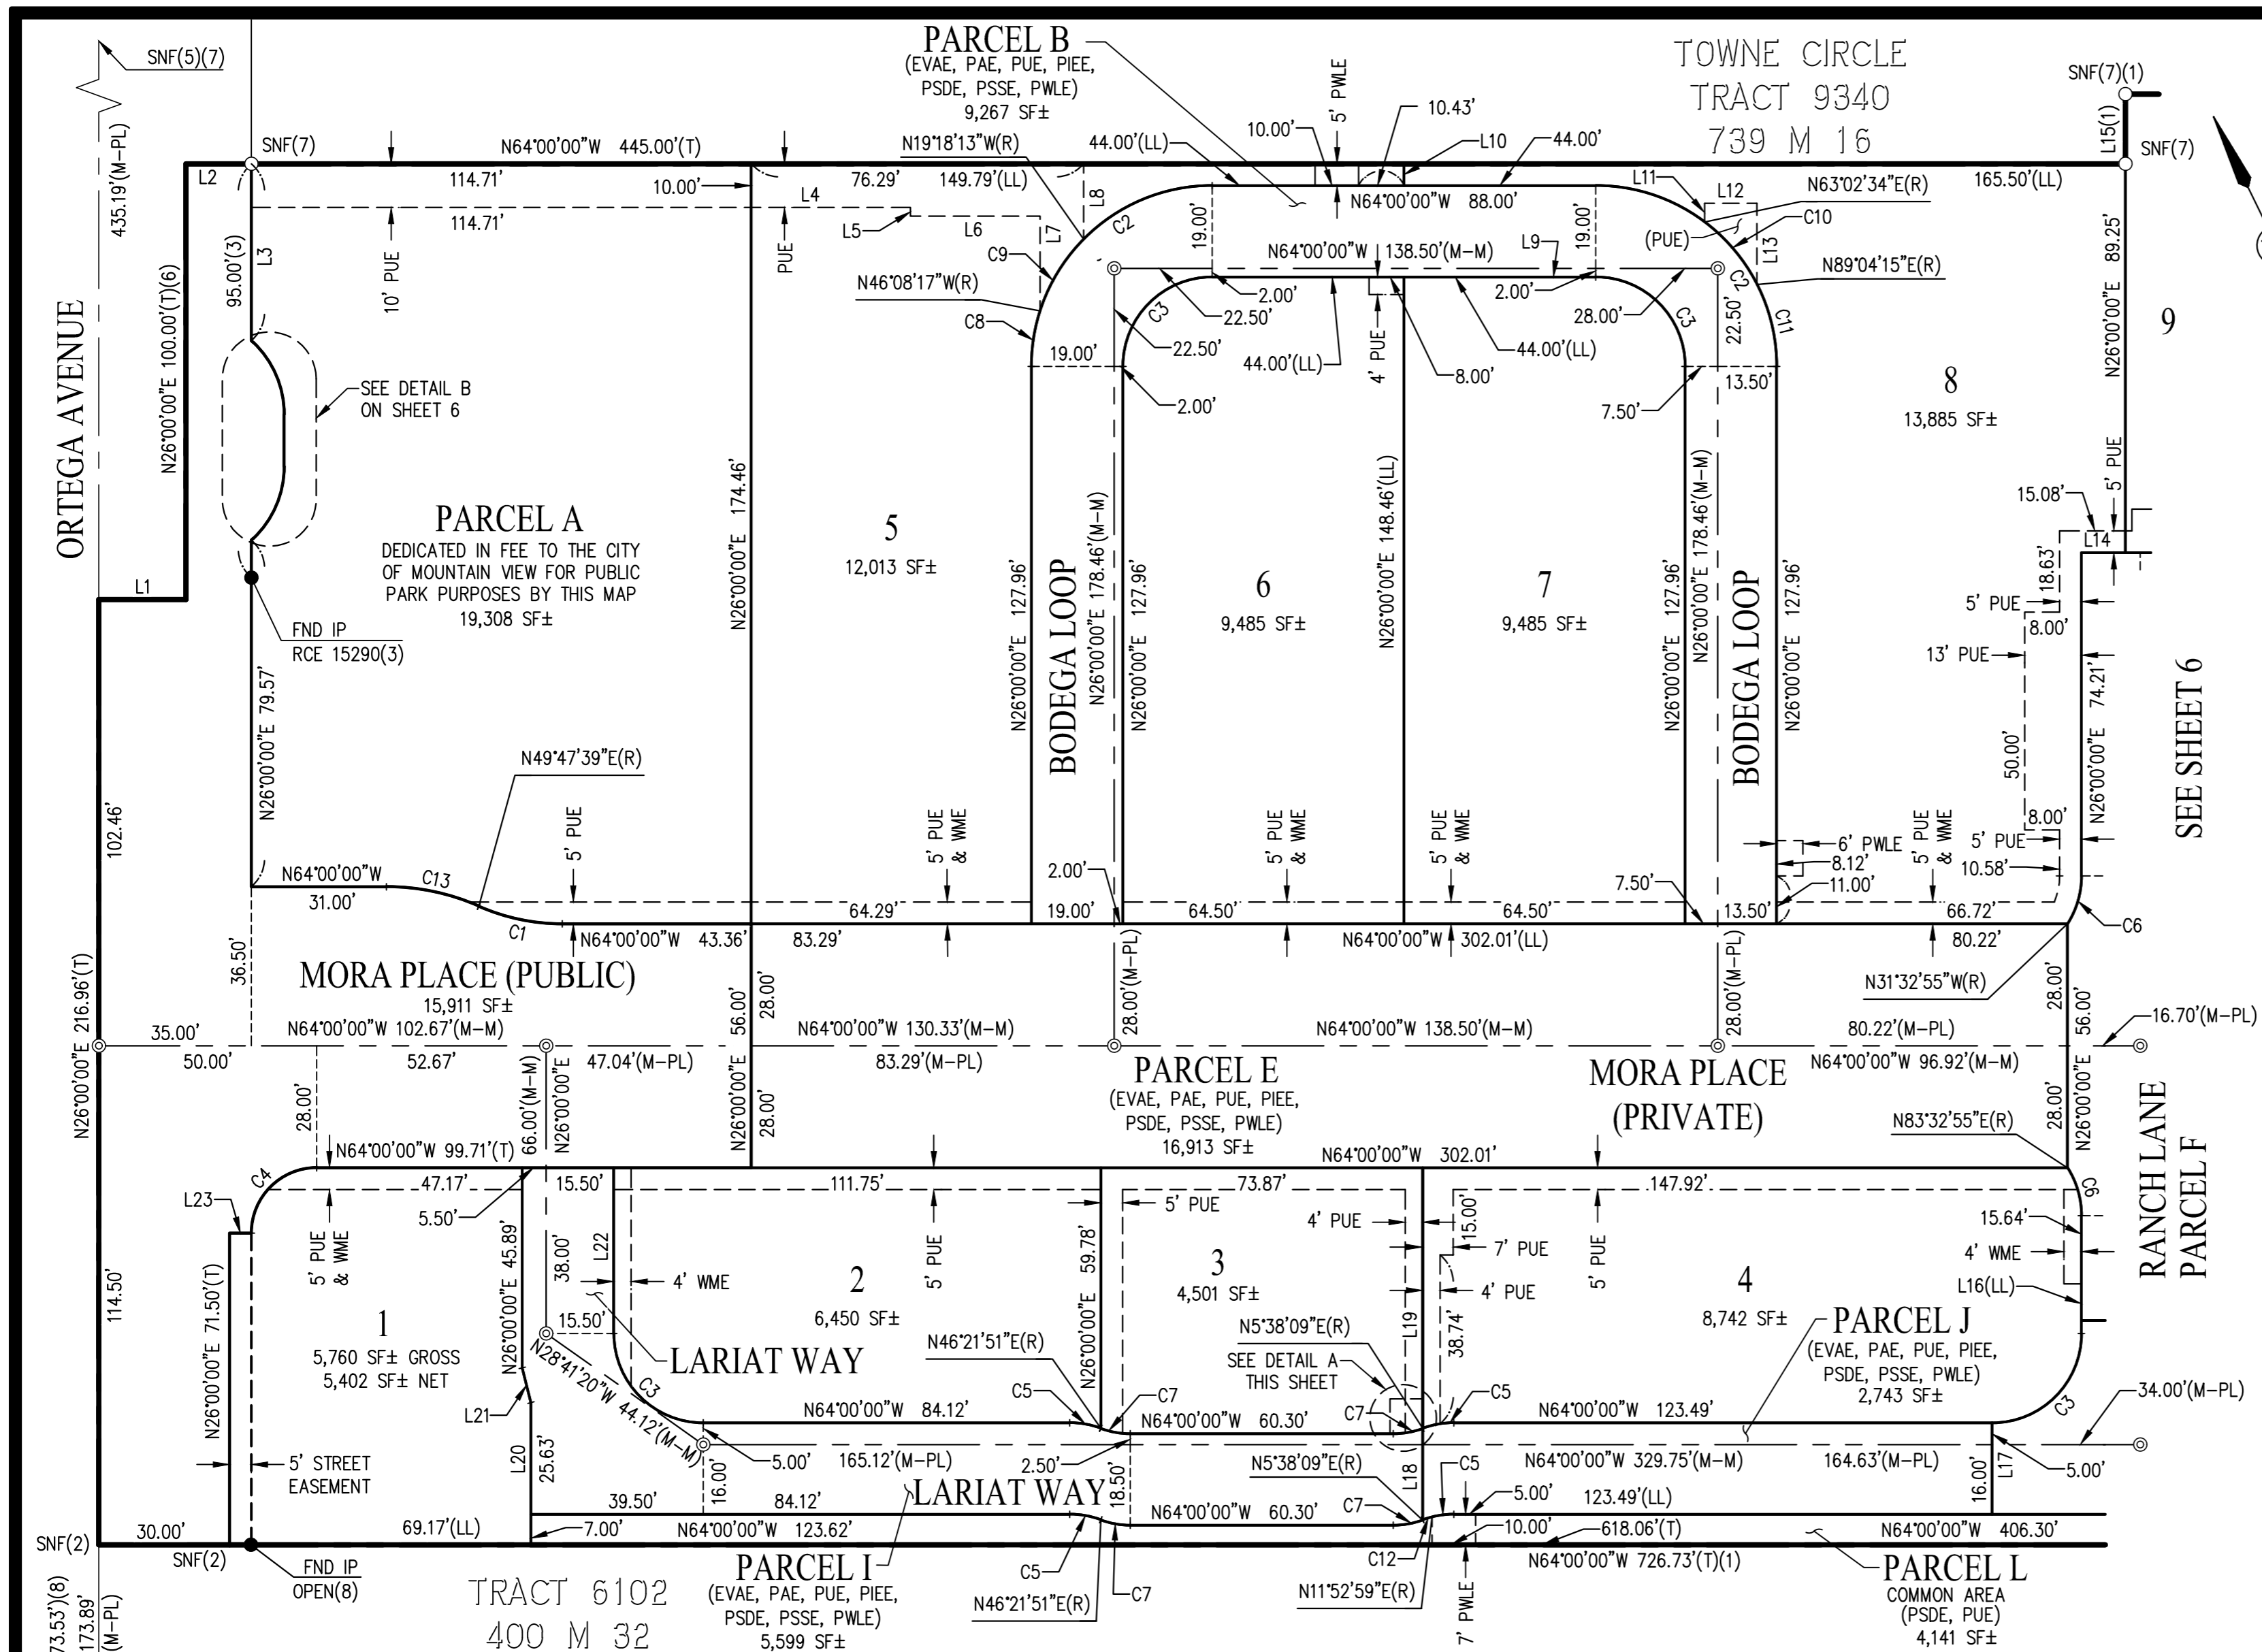 SNF(5)(7)
435.19'(M-PL)
ORTEGA AVENUE
PARCEL B
(EVAE, PAE, PUE, PIEE,
PSDE, PSSE, PWLE)
9,267 SF±
TOWNE CIRCLE
TRACT 9340
739 M 16
SNF(7)(1)
L15(1)
SNF(7)
SNF(7)
N64°00'00"W 445.00'(T)
N19°18'13"W(R)
44.00'(LL)
10.00'
5' PWLE
10.43'
L10
44.00'
L2
114.71'
10.00'
76.29'
149.79'(LL)
L8
C2
N64°00'00"W 88.00'
L11
L12
N63°02'34"E(R)
165.50'(LL)
C10
L4
114.71'
L5
L6
L7
C9
19.00'
19.00'
(PUE)
L13
L3
95.00'(3)
N26°00'00"E 100.00'(T)(6)
10' PUE
PUE
N64°00'00"W 138.50'(M-M)
L9
N46°08'17"W(R)
N89°04'15"E(R)
C2
C8
C3
2.00'
22.50'
22.50'
2.00'
28.00'
22.50'
C3
C11
19.00'
4' PUE
44.00'(LL)
8.00'
44.00'(LL)
2.00'
13.50'
7.50'
N26°00'00"E 89.25'
9
SEE DETAIL B
ON SHEET 6
8
13,885 SF±
PARCEL A
DEDICATED IN FEE TO THE CITY
OF MOUNTAIN VIEW FOR PUBLIC
PARK PURPOSES BY THIS MAP
19,308 SF±
N26°00'00"E 174.46'
5
12,013 SF±
N26°00'00"E 127.96'
BODEGA LOOP
N26°00'00"E 178.46'(M-M)
N26°00'00"E 127.96'
6
9,485 SF±
N26°00'00"E 148.46'(LL)
7
9,485 SF±
N26°00'00"E 127.96'
N26°00'00"E 178.46'(M-M)
BODEGA LOOP
N26°00'00"E 127.96'
15.08'
5' PUE
L14
18.63'
5' PUE
8.00'
13' PUE
50.00'
N26°00'00"E 74.21'
8.00'
5' PUE
10.58'
SEE SHEET 6
L1
FND IP
RCE 15290(3)
N26°00'00"E 79.57'
102.46'
N49°47'39"E(R)
N64°00'00"W
31.00'
C13
C1
5' PUE
5' PUE
& WME
5' PUE
& WME
5' PUE
& WME
5' PUE
& WME
6' PWLE
8.12'
11.00'
2.00'
7.50'
64.29'
19.00'
64.50'
64.50'
13.50'
66.72'
C6
N64°00'00"W 43.36'
83.29'
N64°00'00"W 302.01'(LL)
80.22'
36.50'
MORA PLACE (PUBLIC)
15,911 SF±
N26°00'00"E 216.96'(T)
56.00'
28.00'
28.00'(M-PL)
28.00'(M-PL)
N31°32'55"W(R)
28.00'
56.00'
35.00'
N64°00'00"W 102.67'(M-M)
N64°00'00"W 130.33'(M-M)
N64°00'00"W 138.50'(M-M)
80.22'(M-PL)
16.70'(M-PL)
50.00'
52.67'
47.04'(M-PL)
83.29'(M-PL)
N64°00'00"W 96.92'(M-M)
28.00'
66.00'(M-M)
N26°00'00"E
N26°00'00"E
28.00'
PARCEL E
(EVAE, PAE, PUE, PIEE,
PSDE, PSSE, PWLE)
16,913 SF±
MORA PLACE
(PRIVATE)
28.00'
N26°00'00"E
N83°32'55"E(R)
RANCH LANE
PARCEL F
C4
N64°00'00"W 99.71'(T)
N64°00'00"W 302.01'
L23
47.17'
15.50'
111.75'
73.87'
147.92'
C6
5.50'
5' PUE
& WME
N26°00'00"E 45.89'
38.00'
L22
4' WME
5' PUE
5' PUE
4' PUE
15.00'
7' PUE
5' PUE
15.64'
4' WME
L16(LL)
2
6,450 SF±
N26°00'00"E 59.78'
3
4,501 SF±
4' PUE
4
8,742 SF±
114.50'
N26°00'00"E 71.50'(T)
1
5,760 SF± GROSS
5,402 SF± NET
15.50'
LARIAT WAY
N28°41'20"W 44.12'(M-M)
C3
N46°21'51"E(R)
N5°38'09"E(R)
SEE DETAIL A
THIS SHEET
L19
38.74'
PARCEL J
(EVAE, PAE, PUE, PIEE,
PSDE, PSSE, PWLE)
2,743 SF±
34.00'(M-PL)
L21
N64°00'00"W 84.12'
C5
C7
N64°00'00"W 60.30'
C7
C5
N64°00'00"W 123.49'
C3
5' STREET
EASEMENT
L20
25.63'
16.00'
5.00'
165.12'(M-PL)
2.50'
18.50'
N5°38'09"E(R)
L18
C5
N64°00'00"W 329.75'(M-M)
164.63'(M-PL)
16.00'
L17
5.00'
LARIAT WAY
39.50'
84.12'
N64°00'00"W 60.30'
C7
5.00'
123.49'(LL)
SNF(2)
30.00'
SNF(2)
69.17'(LL)
7.00'
N64°00'00"W 123.62'
10.00'
618.06'(T)
N64°00'00"W 406.30'
FND IP
OPEN(8)
C5
C7
C12
N64°00'00"W 726.73'(T)(1)
73.53')(8)
173.89'
(M-PL)
TRACT 6102
400 M 32
PARCEL I
(EVAE, PAE, PUE, PIEE,
PSDE, PSSE, PWLE)
5,599 SF±
N46°21'51"E(R)
N11°52'59"E(R)
7' PWLE
PARCEL L
COMMON AREA
(PSDE, PUE)
4,141 SF±